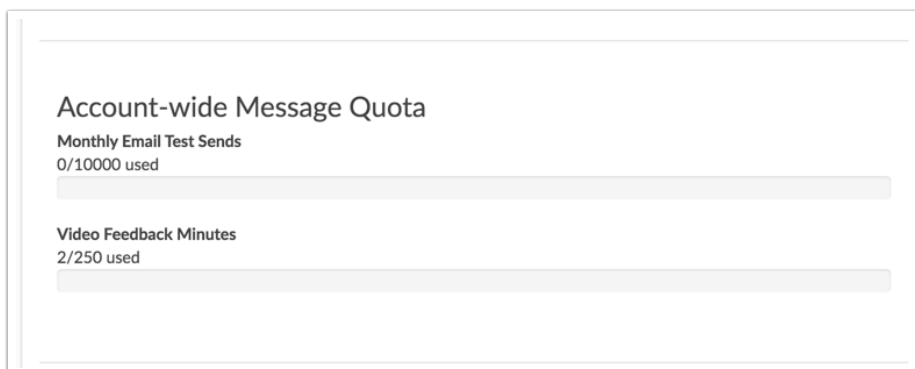 Account-wide Message Quota
Monthly Email Test Sends
0/10000 used
Video Feedback Minutes
2/250 used